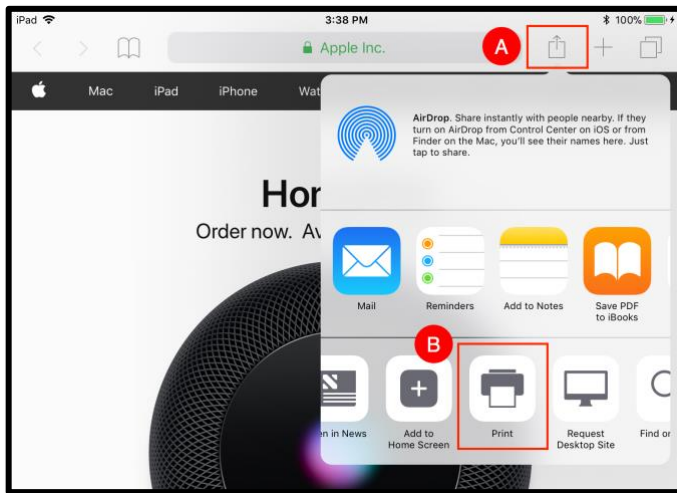 iPad
3:38 PM
100%
Apple Inc.
A
Mac
iPad
iPhone
Wat
AirDrop. Share instantly with people nearby. If they
turn on AirDrop from Control Center on iOS or from
Finder on the Mac, you'll see their names here. Just
tap to share.
Hor
Order now. Av
Mail
Reminders
Add to Notes
Save PDF
to iBooks
B
en in News
Add to
Home Screen
Print
Request
Desktop Site
Find or